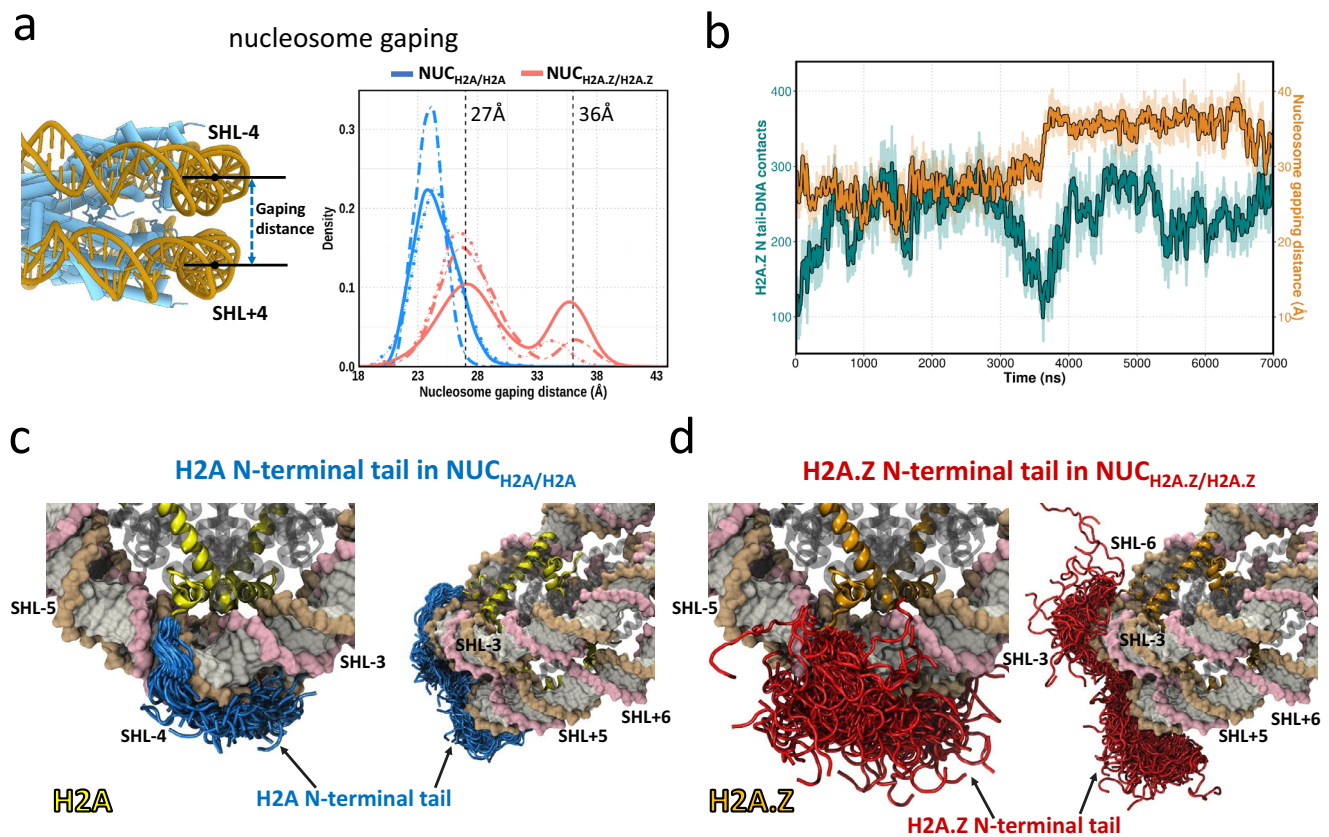 a
nucleosome gaping
SHL-4
Gaping
distance
SHL+4
NUC_H2A/H2A
NUC_H2A.Z/H2A.Z
27Å
36Å
Density
0.3
0.2
0.1
0.0
18 23 28 33 38 43
Nucleosome gaping distance (Å)
b
H2A.Z N tail-DNA contacts
400
300
200
100
40
30
20
10
Nucleosome gapping distance (Å)
0 1000 2000 3000 4000 5000 6000 7000
Time (ns)
c
H2A N-terminal tail in NUC_H2A/H2A
SHL-5
SHL-3
SHL-4
SHL-3
SHL+6
SHL+5
H2A N-terminal tail
H2A
d
H2A.Z N-terminal tail in NUC_H2A.Z/H2A.Z
SHL-5
SHL-3
SHL-6
SHL-3
SHL+6
SHL+5
H2A.Z N-terminal tail
H2A.Z